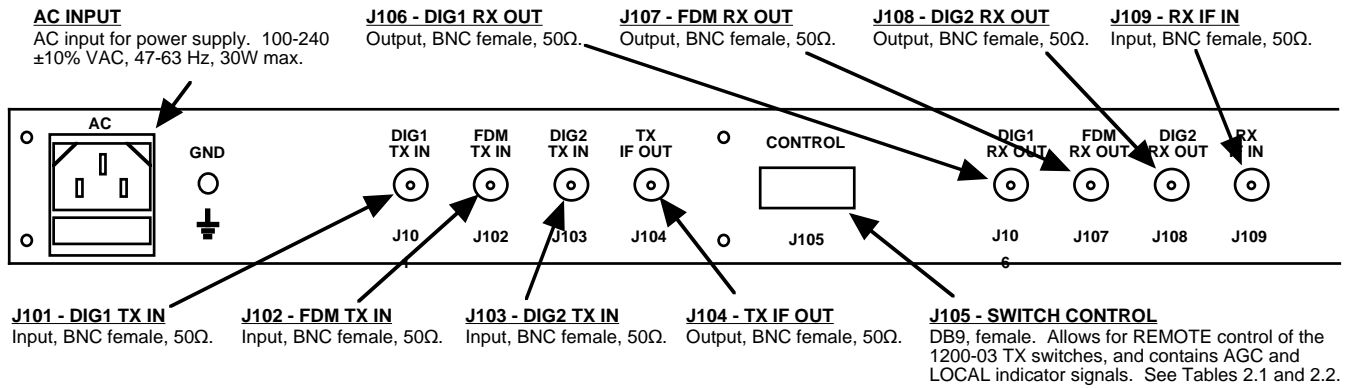 AC INPUT
AC input for power supply. 100-240
±10% VAC, 47-63 Hz, 30W max.
J106 - DIG1 RX OUT
Output, BNC female, 50Ω.
J107 - FDM RX OUT
Output, BNC female, 50Ω.
J108 - DIG2 RX OUT
Output, BNC female, 50Ω.
J109 - RX IF IN
Input, BNC female, 50Ω.
AC
GND
DIG1
TX IN
FDM
TX IN
DIG2
TX IN
TX
IF OUT
CONTROL
DIG1
RX OUT
FDM
RX OUT
DIG2
RX OUT
RX
IF IN
J10
1
J102
J103
J104
J105
J10
6
J107
J108
J109
J101 - DIG1 TX IN
Input, BNC female, 50Ω.
J102 - FDM TX IN
Input, BNC female, 50Ω.
J103 - DIG2 TX IN
Input, BNC female, 50Ω.
J104 - TX IF OUT
Output, BNC female, 50Ω.
J105 - SWITCH CONTROL
DB9, female. Allows for REMOTE control of the
1200-03 TX switches, and contains AGC and
LOCAL indicator signals. See Tables 2.1 and 2.2.